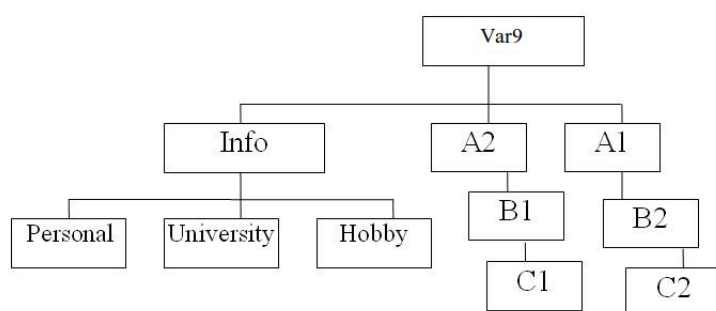 Var9
Info
A2
A1
Personal
University
Hobby
B1
B2
C1
C2